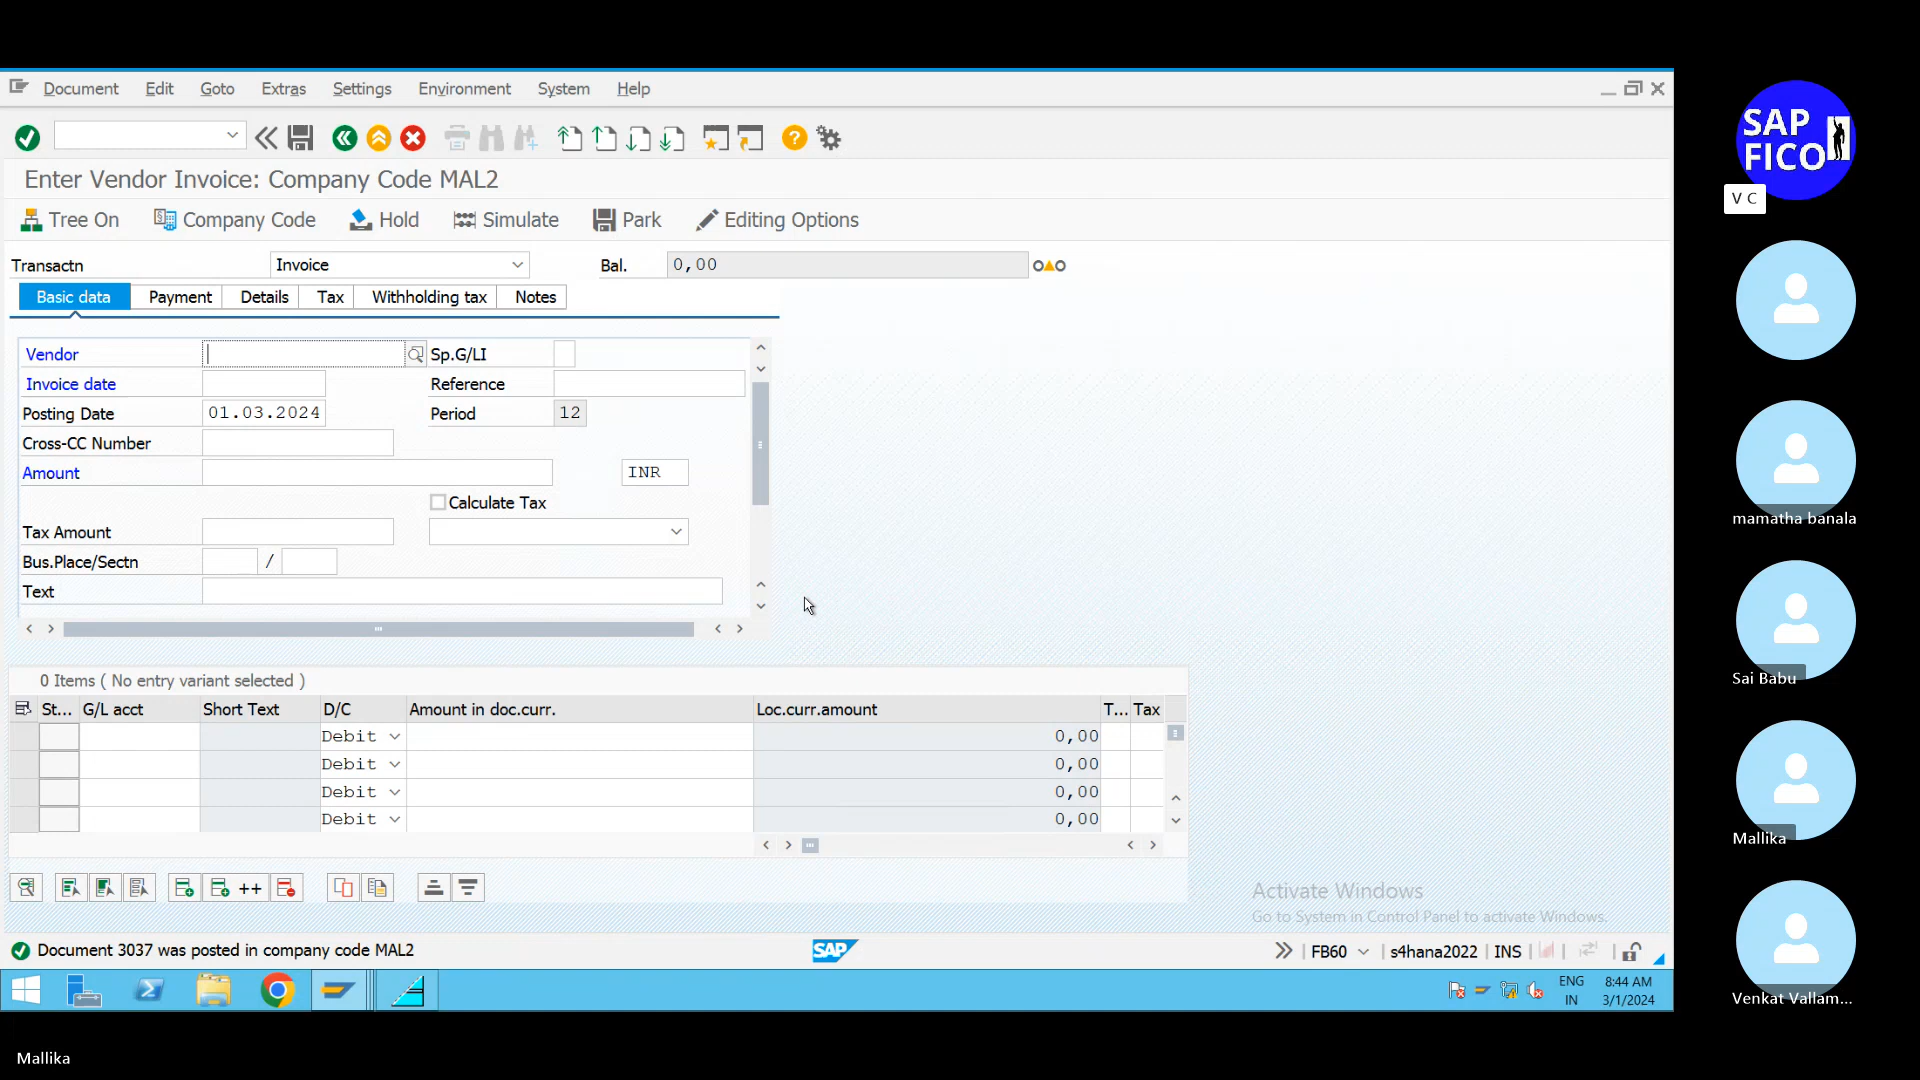 Document Edit Goto Extras Settings Environment System Help
Enter Vendor Invoice: Company Code MAL2
Tree On Company Code Hold Simulate Park Editing Options
Transactn Invoice Bal. 0,00
Basic data Payment Details Tax Withholding tax Notes
Vendor Sp.G/LI
Invoice date Reference
Posting Date 01.03.2024 Period 12
Cross-CC Number
Amount INR
Calculate Tax
Tax Amount
Bus.Place/Sectn /
Text
0 Items ( No entry variant selected )
St... G/L acct Short Text D/C Amount in doc.curr. Loc.curr.amount T... Tax
Debit 0,00
Debit 0,00
Debit 0,00
Debit 0,00
++
Activate Windows
Go to System in Control Panel to activate Windows.
Document 3037 was posted in company code MAL2 SAP FB60 s4hana2022 INS
ENG 8:44 AM
IN 3/1/2024
Mallika
SAP
FICO
V C
mamatha banala
Sai Babu
Mallika
Venkat Vallam...